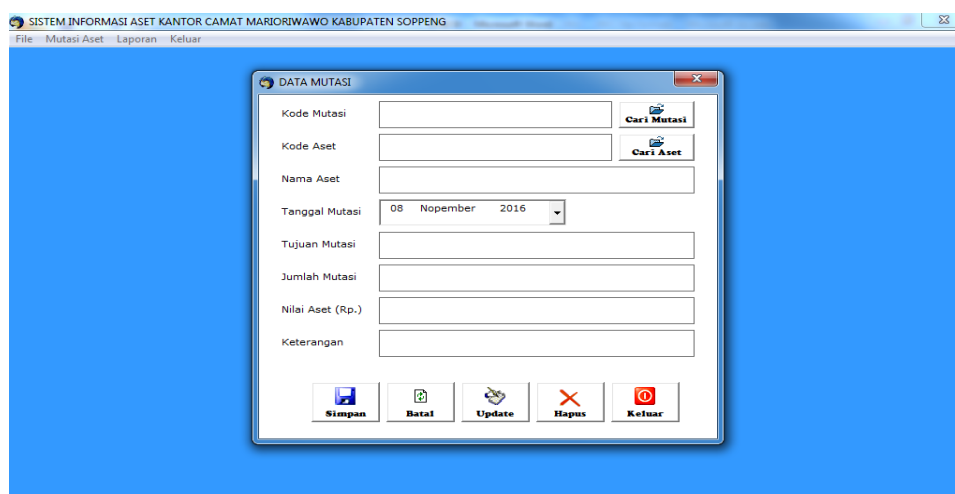 SISTEM INFORMASI ASET KANTOR CAMAT MARIORIWAWO KABUPATEN SOPPENG
File Mutasi Aset Laporan Keluar
DATA MUTASI
Kode Mutasi
Cari Mutasi
Kode Aset
Cari Aset
Nama Aset
Tanggal Mutasi 08 Nopember 2016
Tujuan Mutasi
Jumlah Mutasi
Nilai Aset (Rp.)
Keterangan
Simpan Batal Update Hapus Keluar